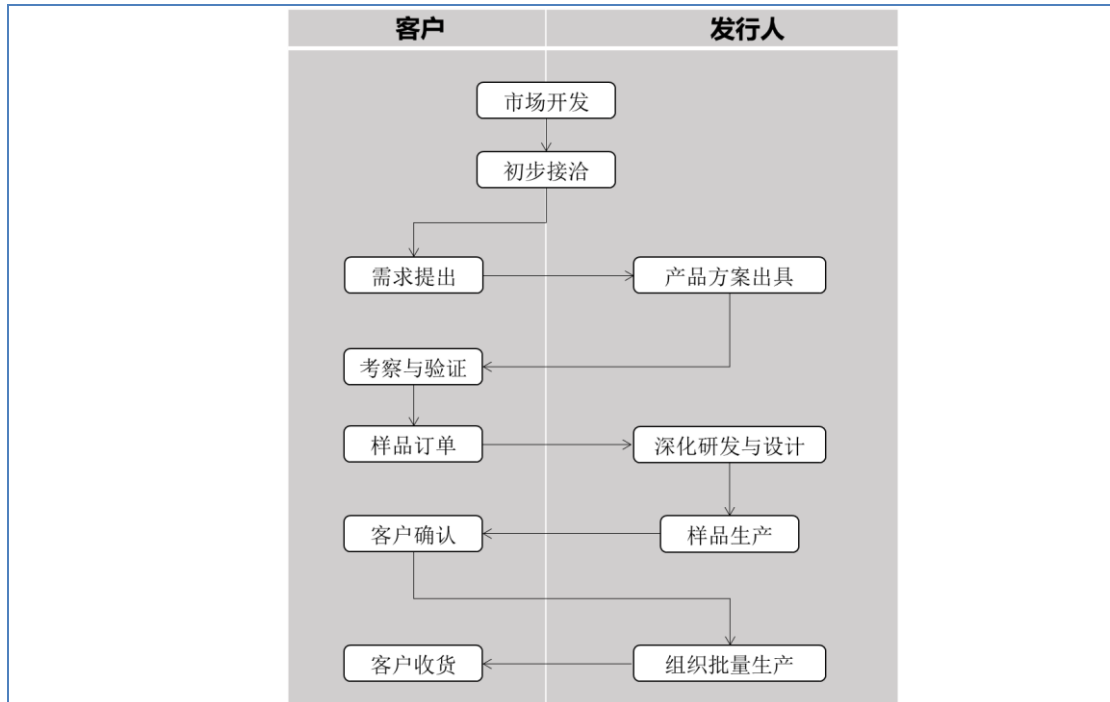 客户 发行人
市场开发
初步接洽
需求提出 产品方案出具
考察与验证
样品订单 深化研发与设计
客户确认 样品生产
客户收货 组织批量生产